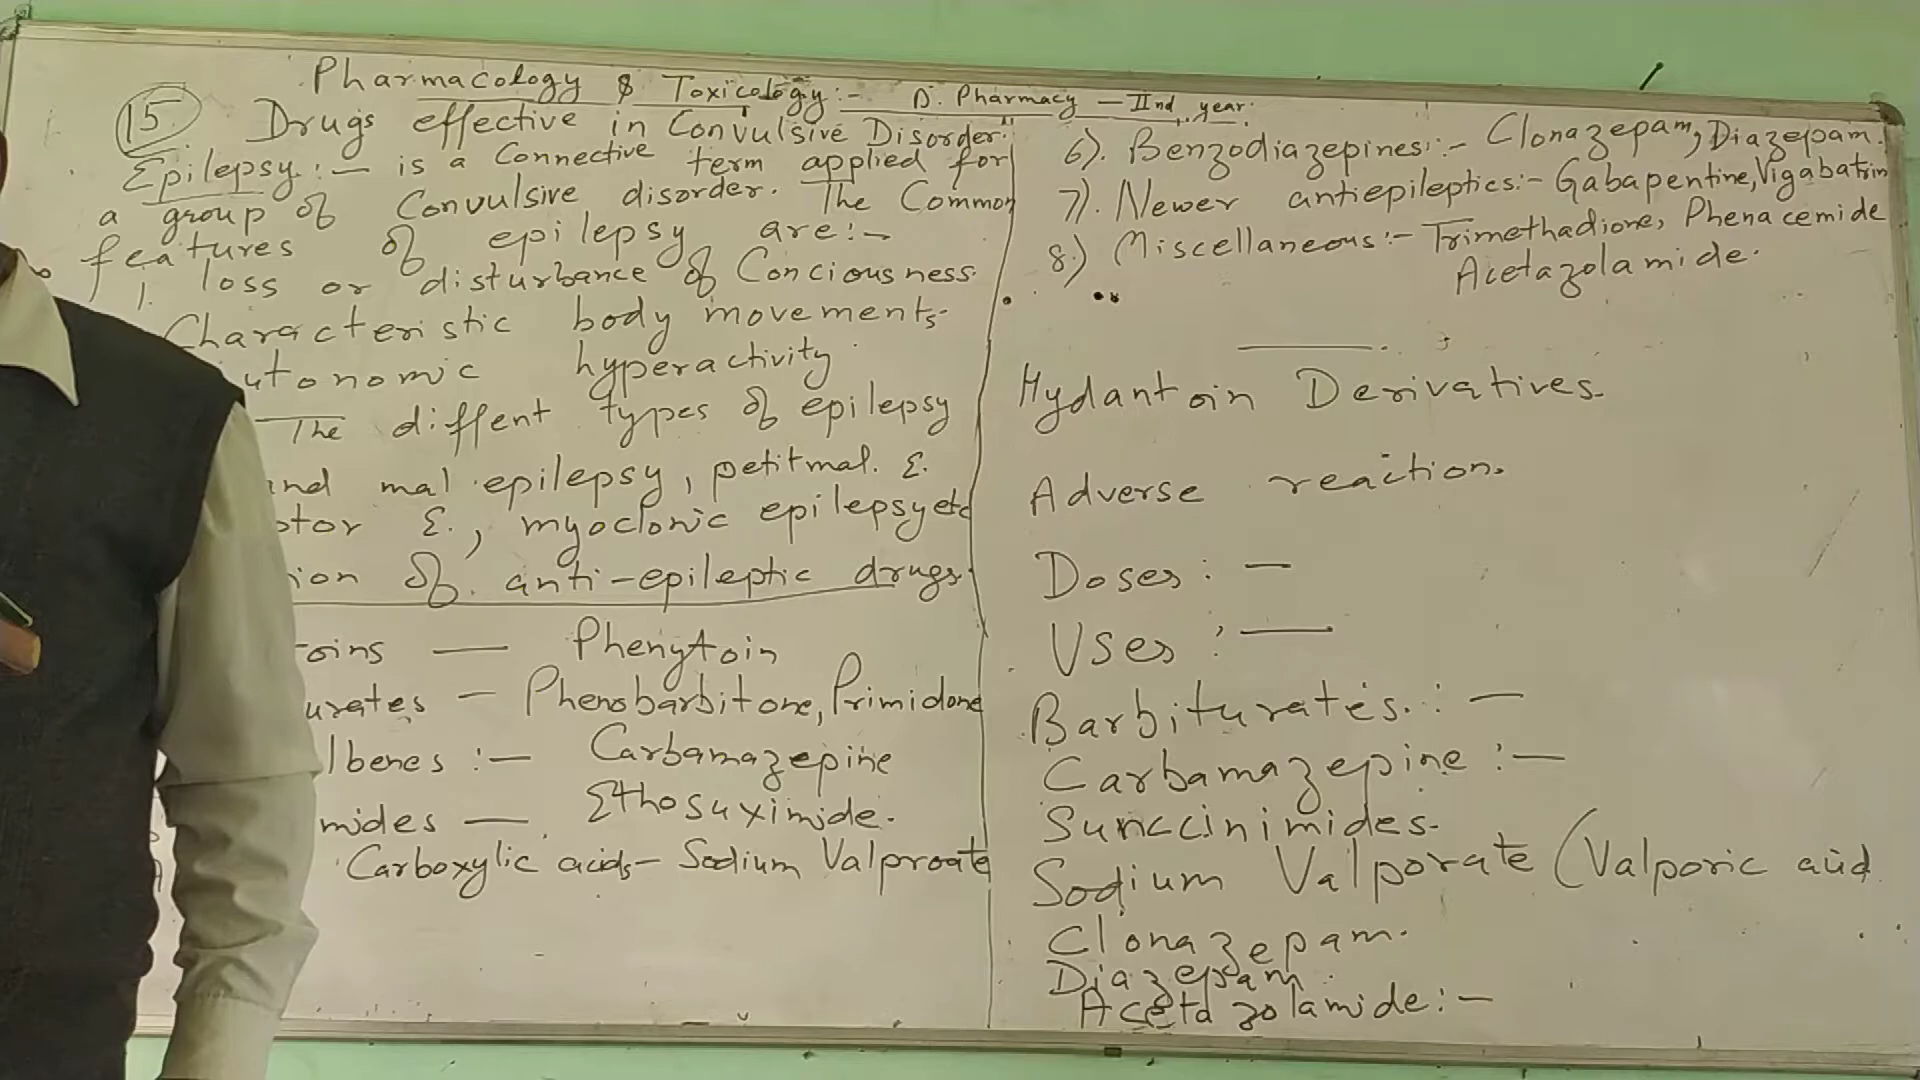 Pharmacology & Toxicology:- D. Pharmacy - IInd year.
15. Drugs effective in Convulsive Disorder:
Epilepsy:- is a Connective term applied for
a group of Convulsive disorder. The Common
features of epilepsy are:-
1. loss or disturbance of Conciousness.
Characteristic body movements.
utonomic hyperactivity
The diffent types of epilepsy
and mal epilepsy, petitmal. E.
otor E., myoclonic epilepsy etc
ion of anti-epileptic drugs.
toins — Phenytoin
urates - Phenobarbitone, Primidone
lbenes :- Carbamazepine
mides — Ethosuximide.
Carboxylic acids- Sodium Valproate
6). Benzodiazepines:- Clonazepam, Diazepam.
7). Newer antiepileptics:- Gabapentine, Vigabatrin
8) Miscellaneous:- Trimethadione, Phenacemide
Acetazolamide.
Hydantoin Derivatives.
Adverse reaction.
Doses: -
Uses: —
Barbiturates.: -
Carbamazepine :-
Sunccinimides.
Sodium Valporate (Valporic acid
Clonazepam.
Diazepam.
Acetazolamide:-